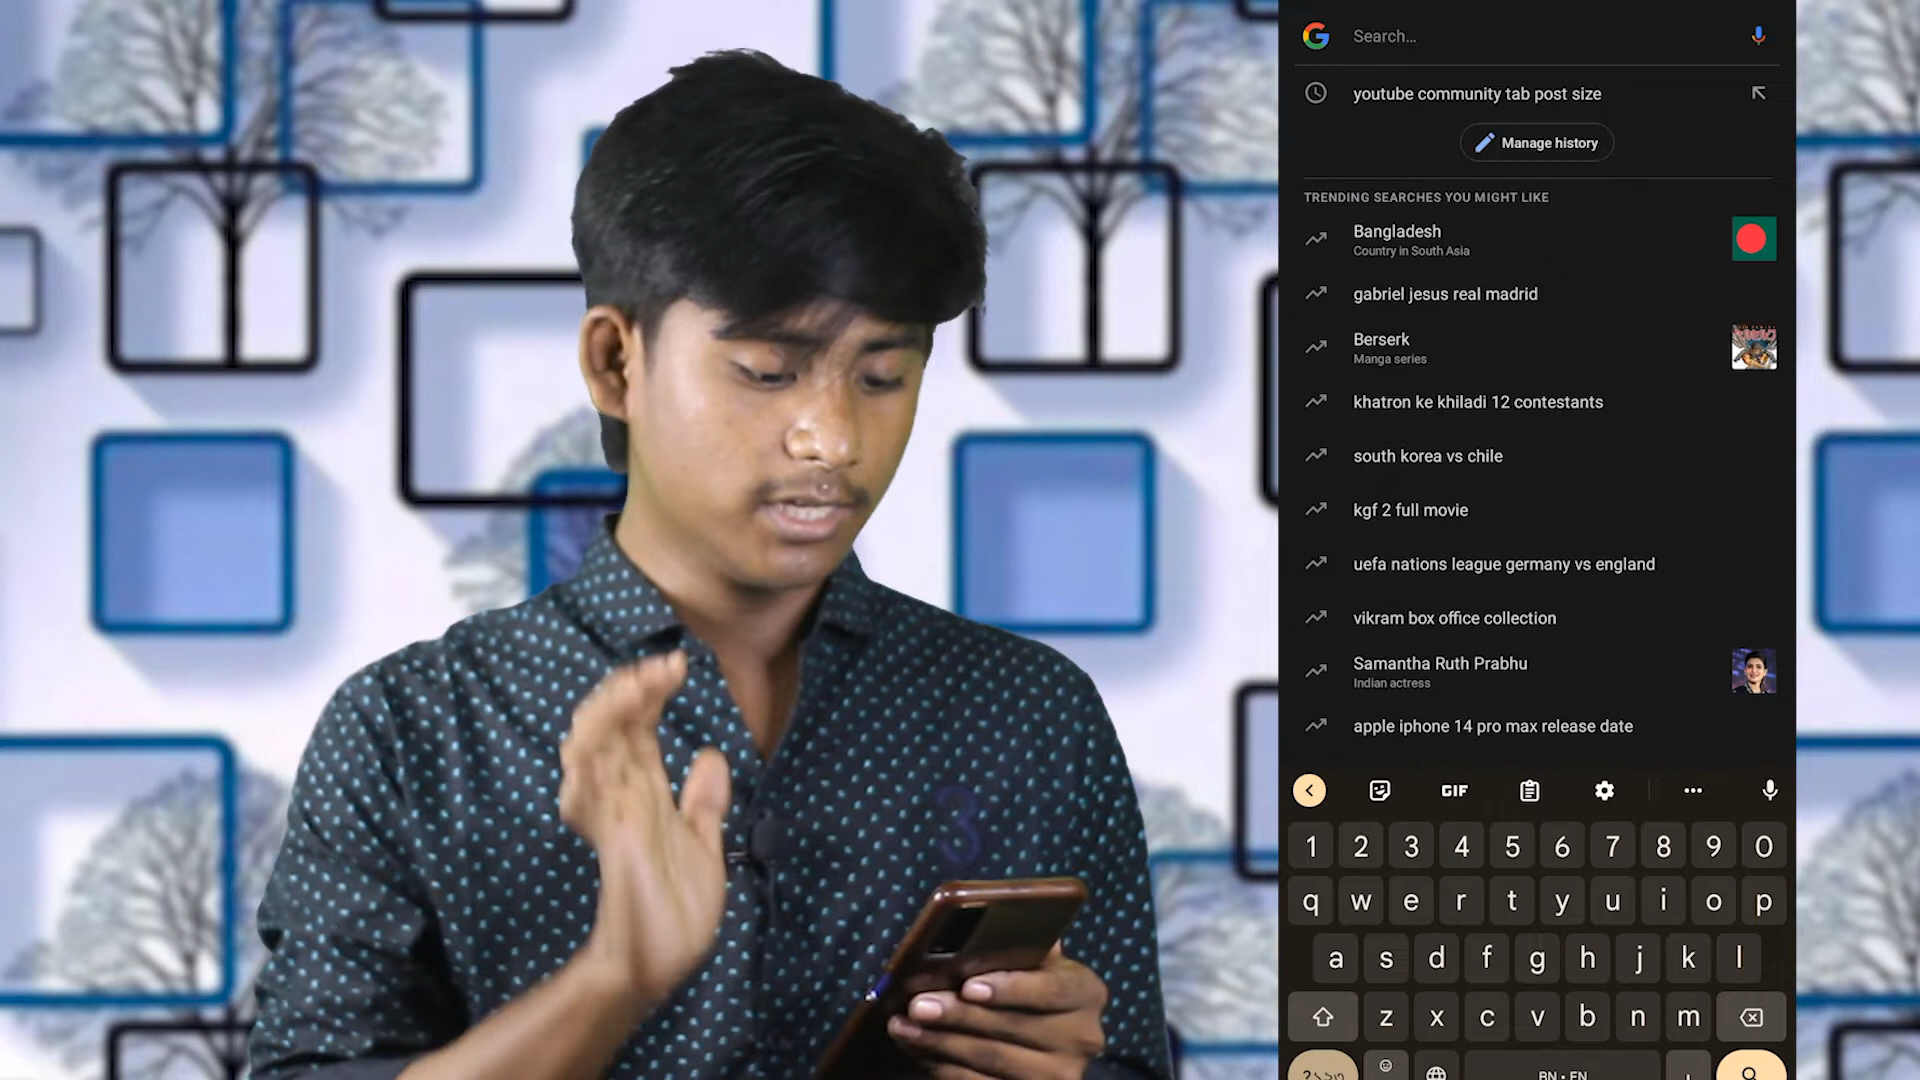 Search...
youtube community tab post size
Manage history
TRENDING SEARCHES YOU MIGHT LIKE
Bangladesh
Country in South Asia
gabriel jesus real madrid
Berserk
Manga series
khatron ke khiladi 12 contestants
south korea vs chile
kgf 2 full movie
uefa nations league germany vs england
vikram box office collection
Samantha Ruth Prabhu
Indian actress
apple iphone 14 pro max release date
GIF
1 2 3 4 5 6 7 8 9 0
q w e r t y u i o p
a s d f g h j k l
z x c v b n m
BN • EN
3